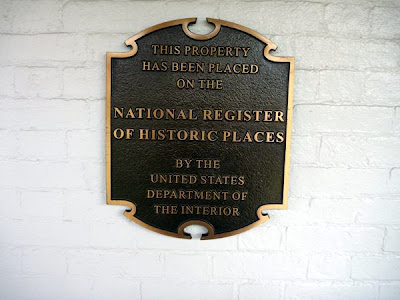 THIS PROPERTY
HAS BEEN PLACED
ON THE
NATIONAL REGISTER
OF HISTORIC PLACES
BY THE
UNITED STATES
DEPARTMENT OF
THE INTERIOR